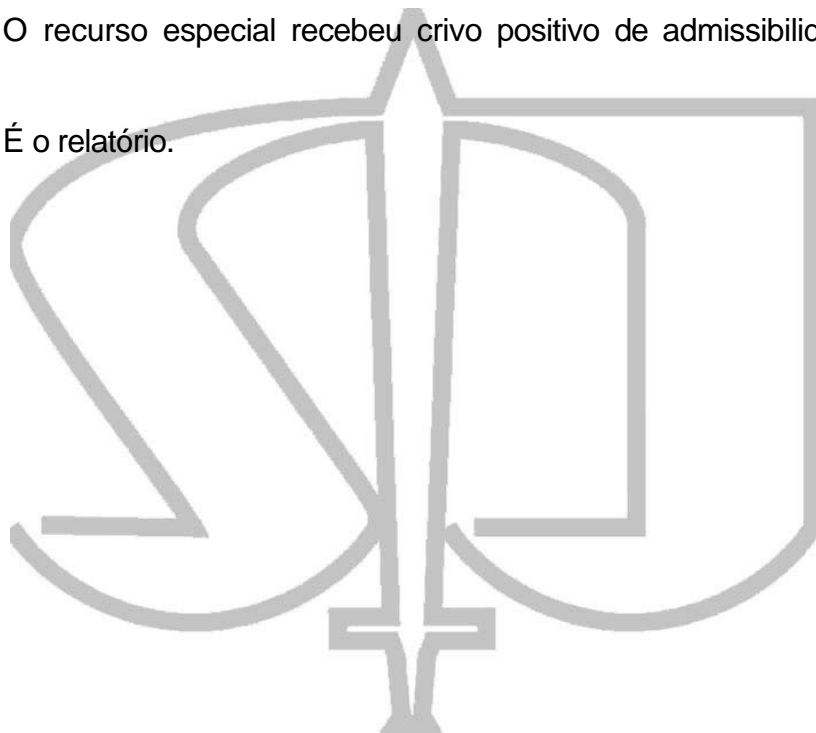 O recurso especial recebeu crivo positivo de
É o relatório.